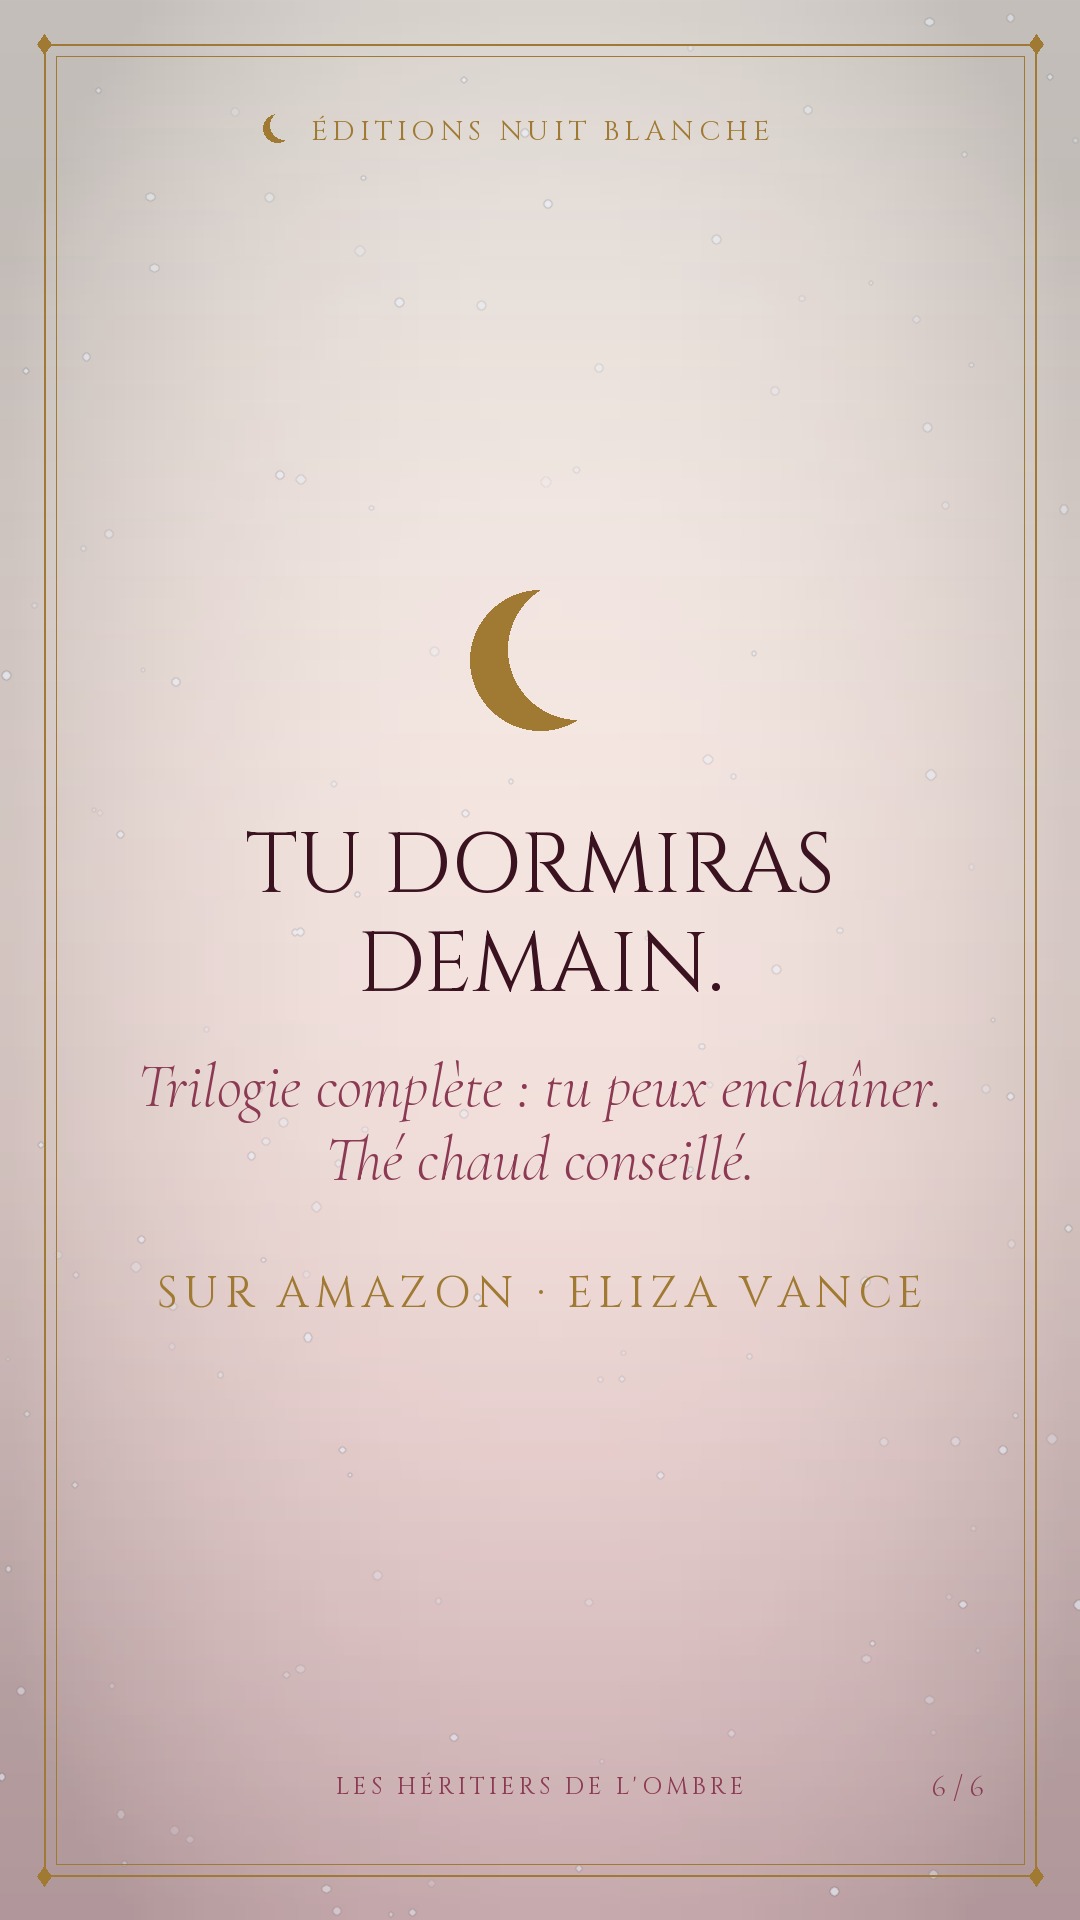 ÉDITIONS NUIT BLANCHE
TU DORMIRAS
DEMAIN.
Trilogie complète : tu peux enchaîner.
Thé chaud conseillé.
SUR AMAZON · ELIZA VANCE
LES HÉRITIERS DE L'OMBRE
6/6